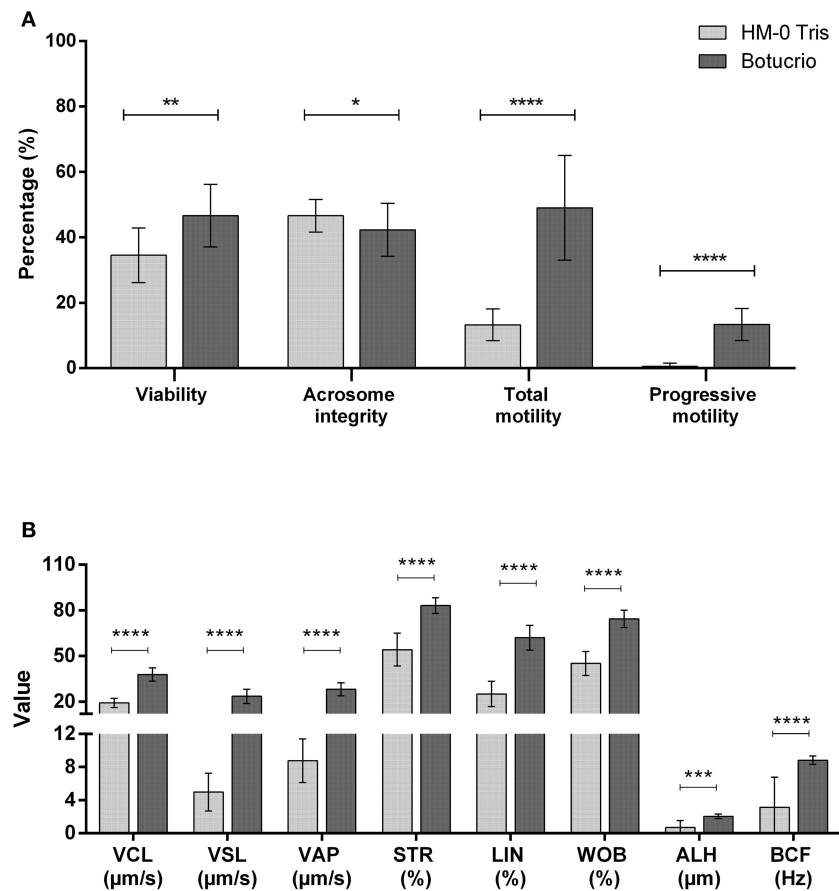 A
HM-0 Tris
Botucrio
100
80
60
40
20
0
Percentage (%)
**
*
****
****
Viability
Acrosome
integrity
Total
motility
Progressive
motility
B
110
80
50
20
12
8
4
0
Value
****
****
****
****
****
****
***
****
VCL
(µm/s)
VSL
(µm/s)
VAP
(µm/s)
STR
(%)
LIN
(%)
WOB
(%)
ALH
(µm)
BCF
(Hz)